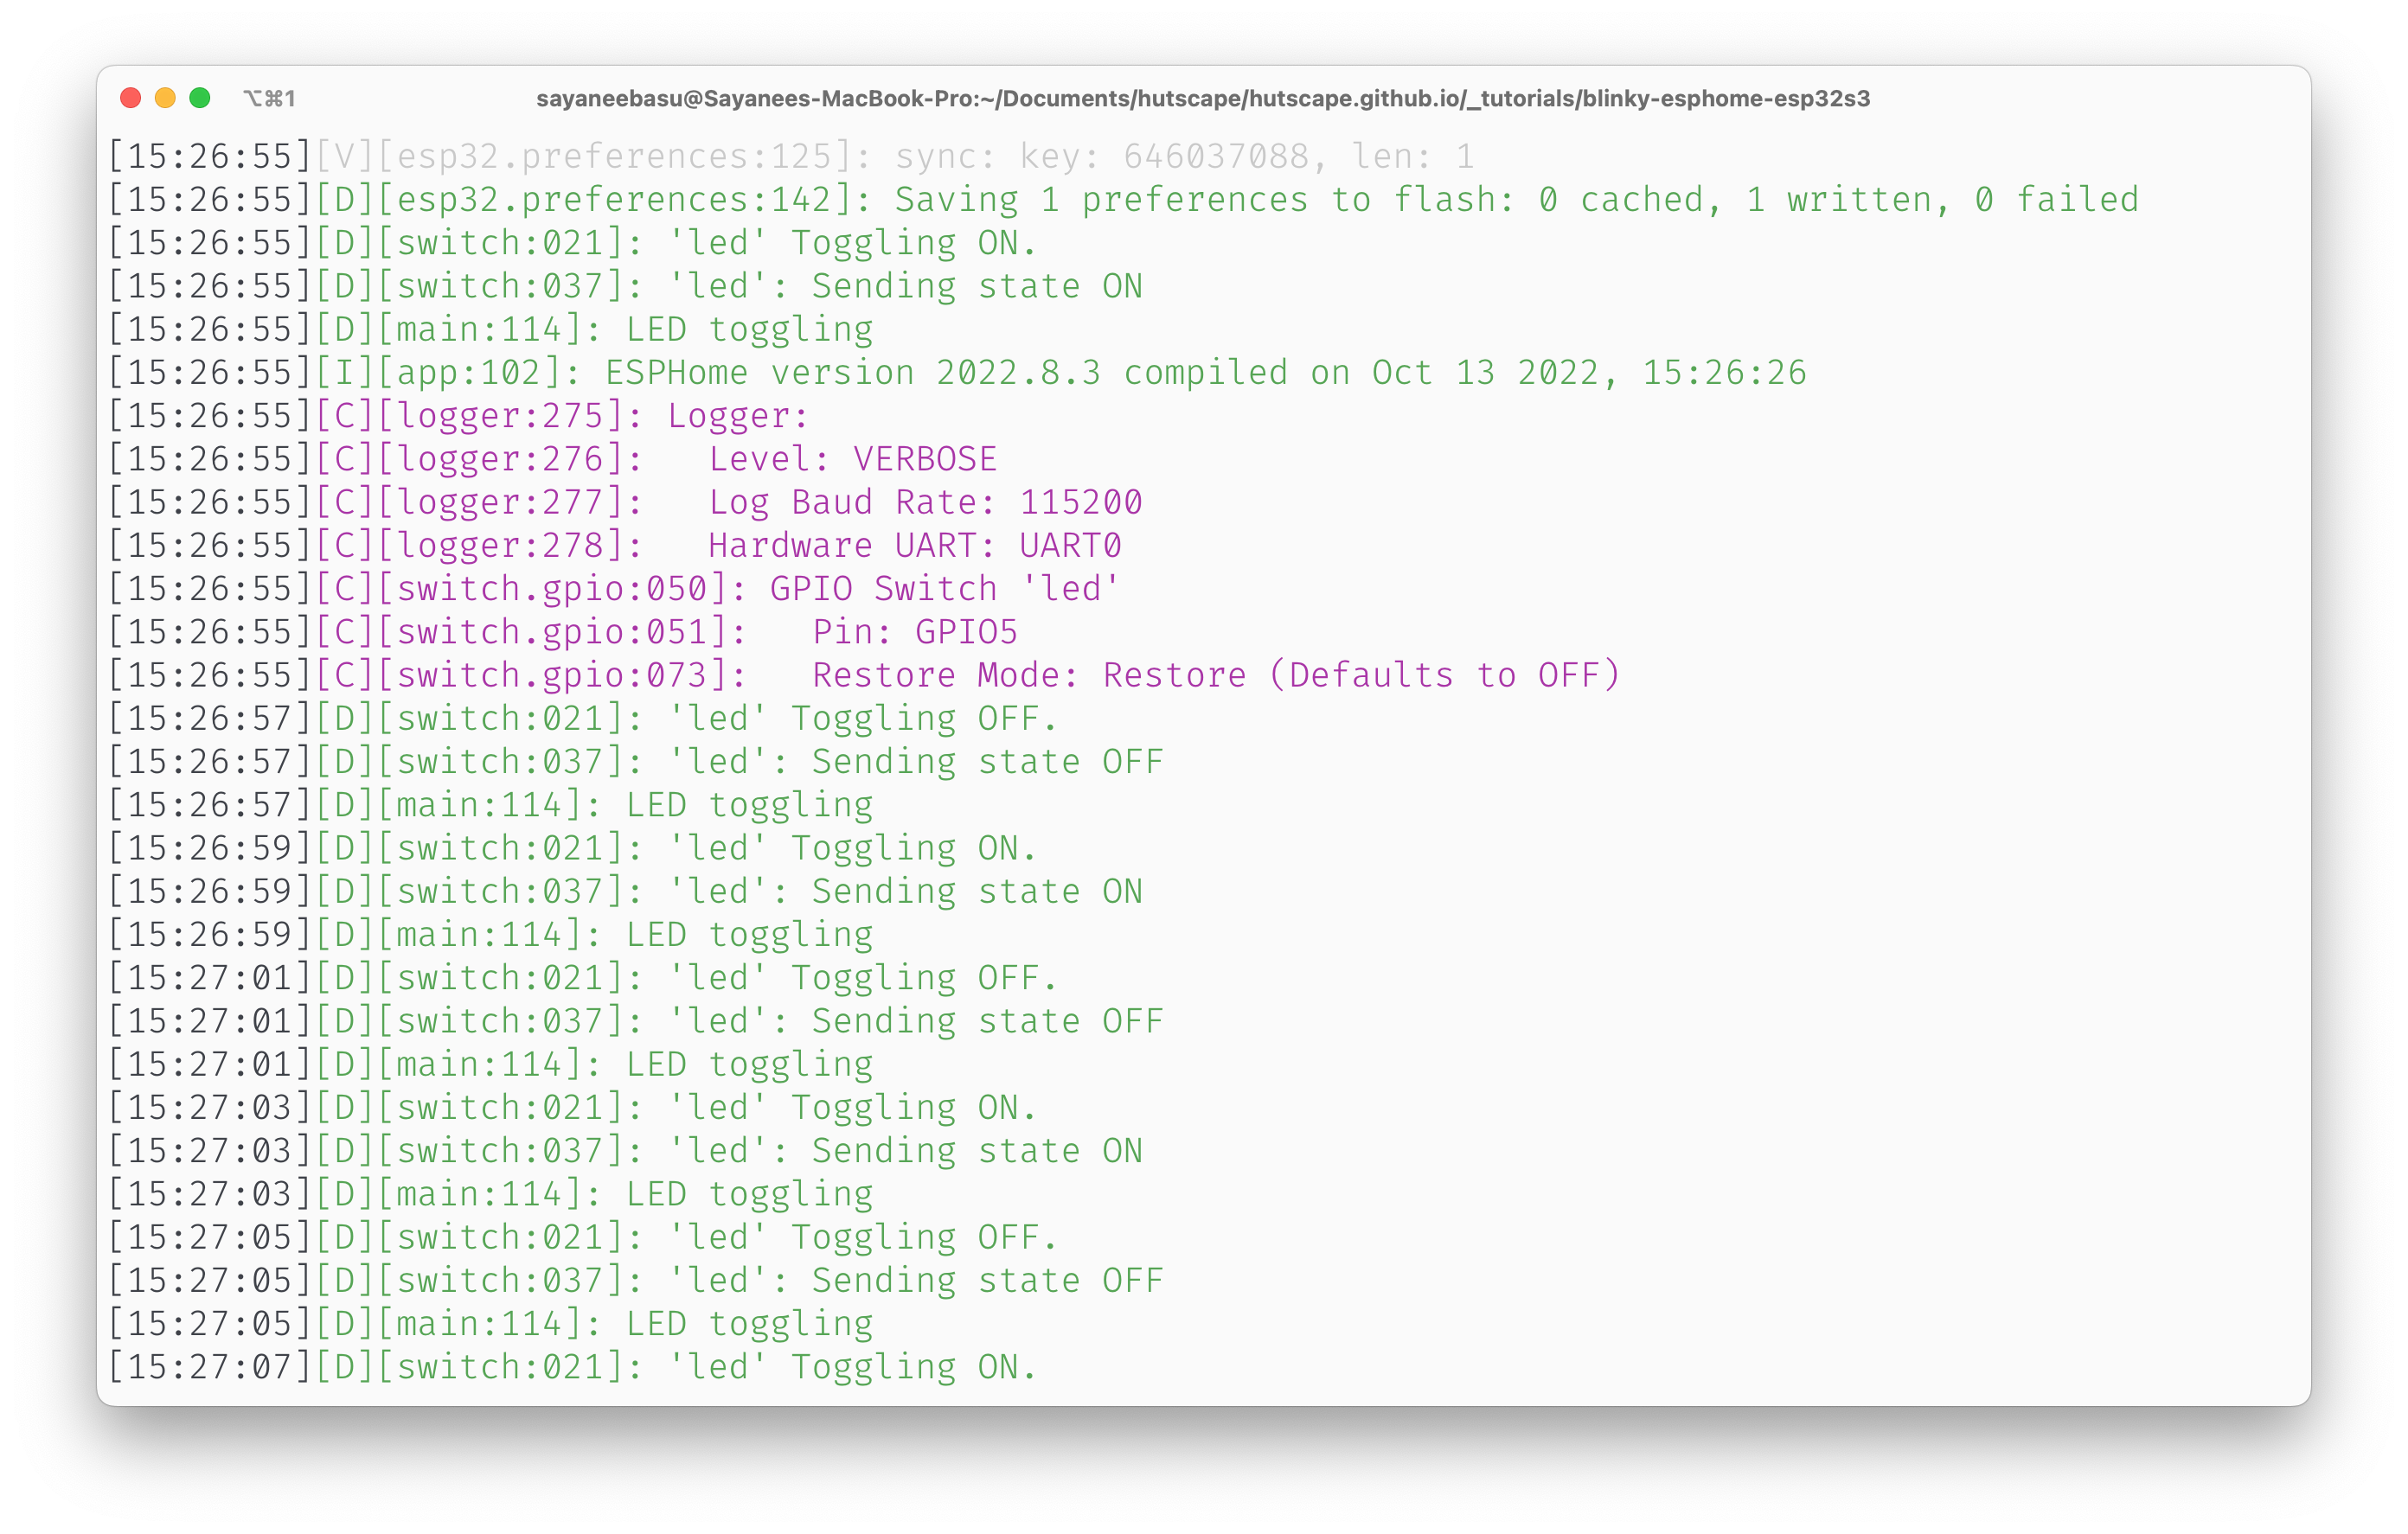 ⌥⌘1 sayaneebasu@Sayanees-MacBook-Pro:~/Documents/hutscape/hutscape.github.io/_tutorials/blinky-esphome-esp32s3
[15:26:55][V][esp32.preferences:125]: sync: key: 646037088, len: 1
[15:26:55][D][esp32.preferences:142]: Saving 1 preferences to flash: 0 cached, 1 written, 0 failed
[15:26:55][D][switch:021]: 'led' Toggling ON.
[15:26:55][D][switch:037]: 'led': Sending state ON
[15:26:55][D][main:114]: LED toggling
[15:26:55][I][app:102]: ESPHome version 2022.8.3 compiled on Oct 13 2022, 15:26:26
[15:26:55][C][logger:275]: Logger:
[15:26:55][C][logger:276]:   Level: VERBOSE
[15:26:55][C][logger:277]:   Log Baud Rate: 115200
[15:26:55][C][logger:278]:   Hardware UART: UART0
[15:26:55][C][switch.gpio:050]: GPIO Switch 'led'
[15:26:55][C][switch.gpio:051]:   Pin: GPIO5
[15:26:55][C][switch.gpio:073]:   Restore Mode: Restore (Defaults to OFF)
[15:26:57][D][switch:021]: 'led' Toggling OFF.
[15:26:57][D][switch:037]: 'led': Sending state OFF
[15:26:57][D][main:114]: LED toggling
[15:26:59][D][switch:021]: 'led' Toggling ON.
[15:26:59][D][switch:037]: 'led': Sending state ON
[15:26:59][D][main:114]: LED toggling
[15:27:01][D][switch:021]: 'led' Toggling OFF.
[15:27:01][D][switch:037]: 'led': Sending state OFF
[15:27:01][D][main:114]: LED toggling
[15:27:03][D][switch:021]: 'led' Toggling ON.
[15:27:03][D][switch:037]: 'led': Sending state ON
[15:27:03][D][main:114]: LED toggling
[15:27:05][D][switch:021]: 'led' Toggling OFF.
[15:27:05][D][switch:037]: 'led': Sending state OFF
[15:27:05][D][main:114]: LED toggling
[15:27:07][D][switch:021]: 'led' Toggling ON.